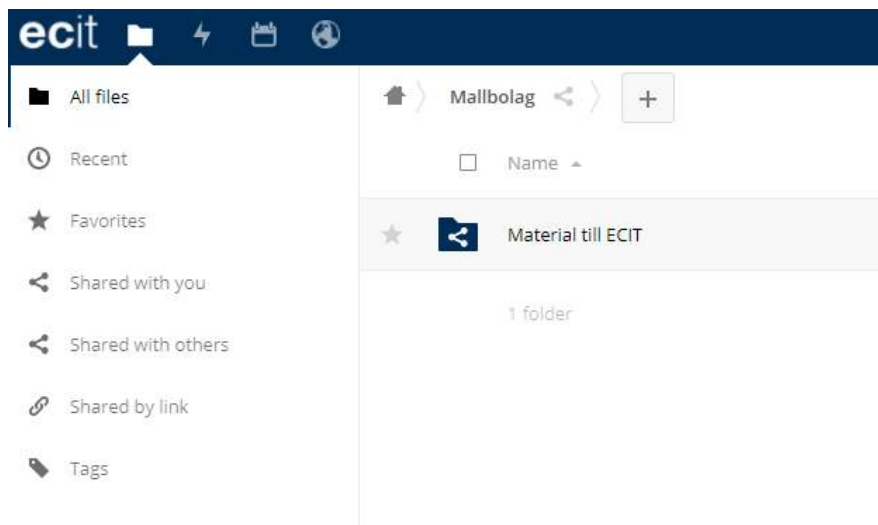 ecit
All files
Recent
Favorites
Shared with you
Shared with others
Shared by link
Tags
Mallbolag
+
Name
Material till ECIT
1 folder